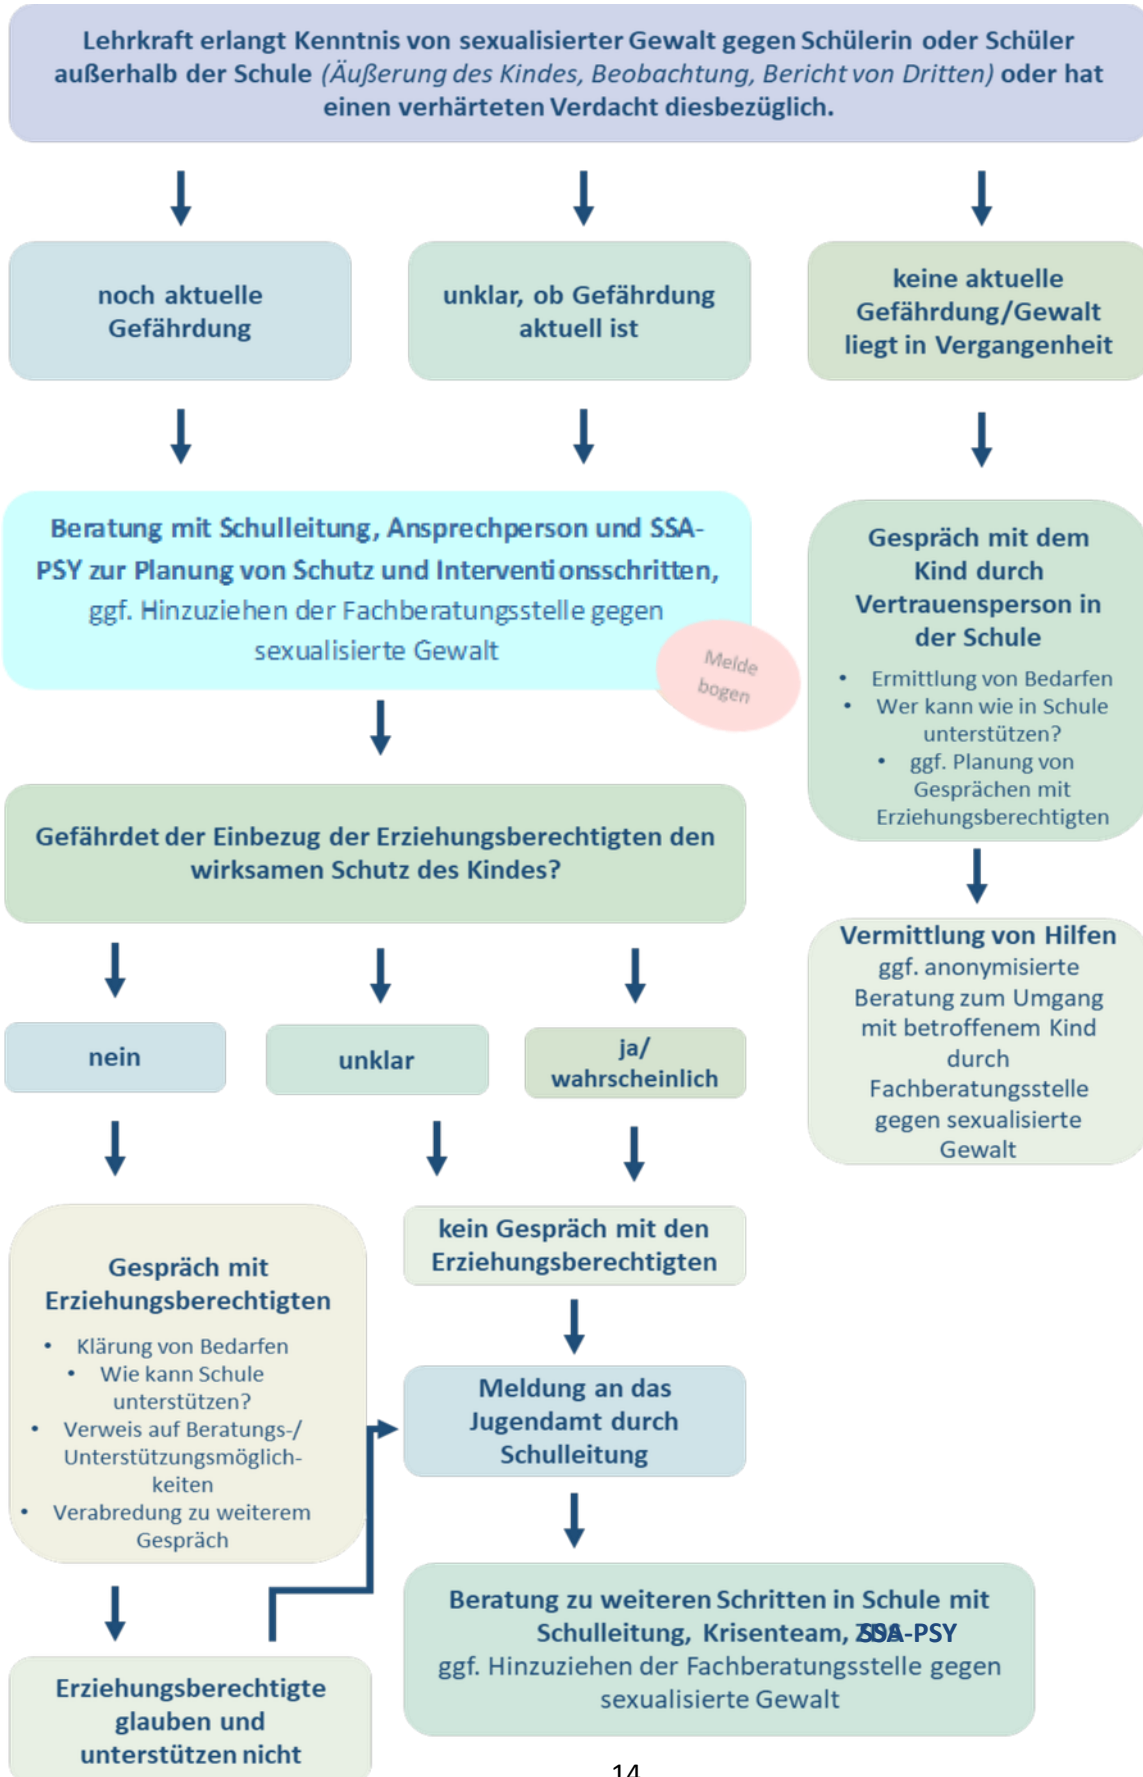 Lehrkraft erlangt Kenntnis von sexualisierter Gewalt gegen Schülerin oder Schüler
außerhalb der Schule (Äußerung des Kindes, Beobachtung, Bericht von Dritten) oder hat
einen verhärteten Verdacht diesbezüglich.
noch aktuelle
Gefährdung
unklar, ob Gefährdung
aktuell ist
keine aktuelle
Gefährdung/Gewalt
liegt in Vergangenheit
Beratung mit Schulleitung, Ansprechperson und SSA-
PSY zur Planung von Schutz und Interventionsschritten,
ggf. Hinzuziehen der Fachberatungsstelle gegen
sexualisierte Gewalt
Melde
bogen
Gespräch mit dem
Kind durch
Vertrauensperson in
der Schule
• Ermittlung von Bedarfen
• Wer kann wie in Schule
unterstützen?
• ggf. Planung von
Gesprächen mit
Erziehungsberechtigten
Gefährdet der Einbezug der Erziehungsberechtigten den
wirksamen Schutz des Kindes?
Vermittlung von Hilfen
ggf. anonymisierte
Beratung zum Umgang
mit betroffenem Kind
durch
Fachberatungsstelle
gegen sexualisierte
Gewalt
nein
unklar
ja/
wahrscheinlich
Gespräch mit
Erziehungsberechtigten
• Klärung von Bedarfen
• Wie kann Schule
unterstützen?
• Verweis auf Beratungs-/
Unterstützungsmöglich-
keiten
• Verabredung zu weiterem
Gespräch
kein Gespräch mit den
Erziehungsberechtigten
Meldung an das
Jugendamt durch
Schulleitung
Beratung zu weiteren Schritten in Schule mit
Schulleitung, Krisenteam, SSA-PSY
ggf. Hinzuziehen der Fachberatungsstelle gegen
sexualisierte Gewalt
Erziehungsberechtigte
glauben und
unterstützen nicht
14